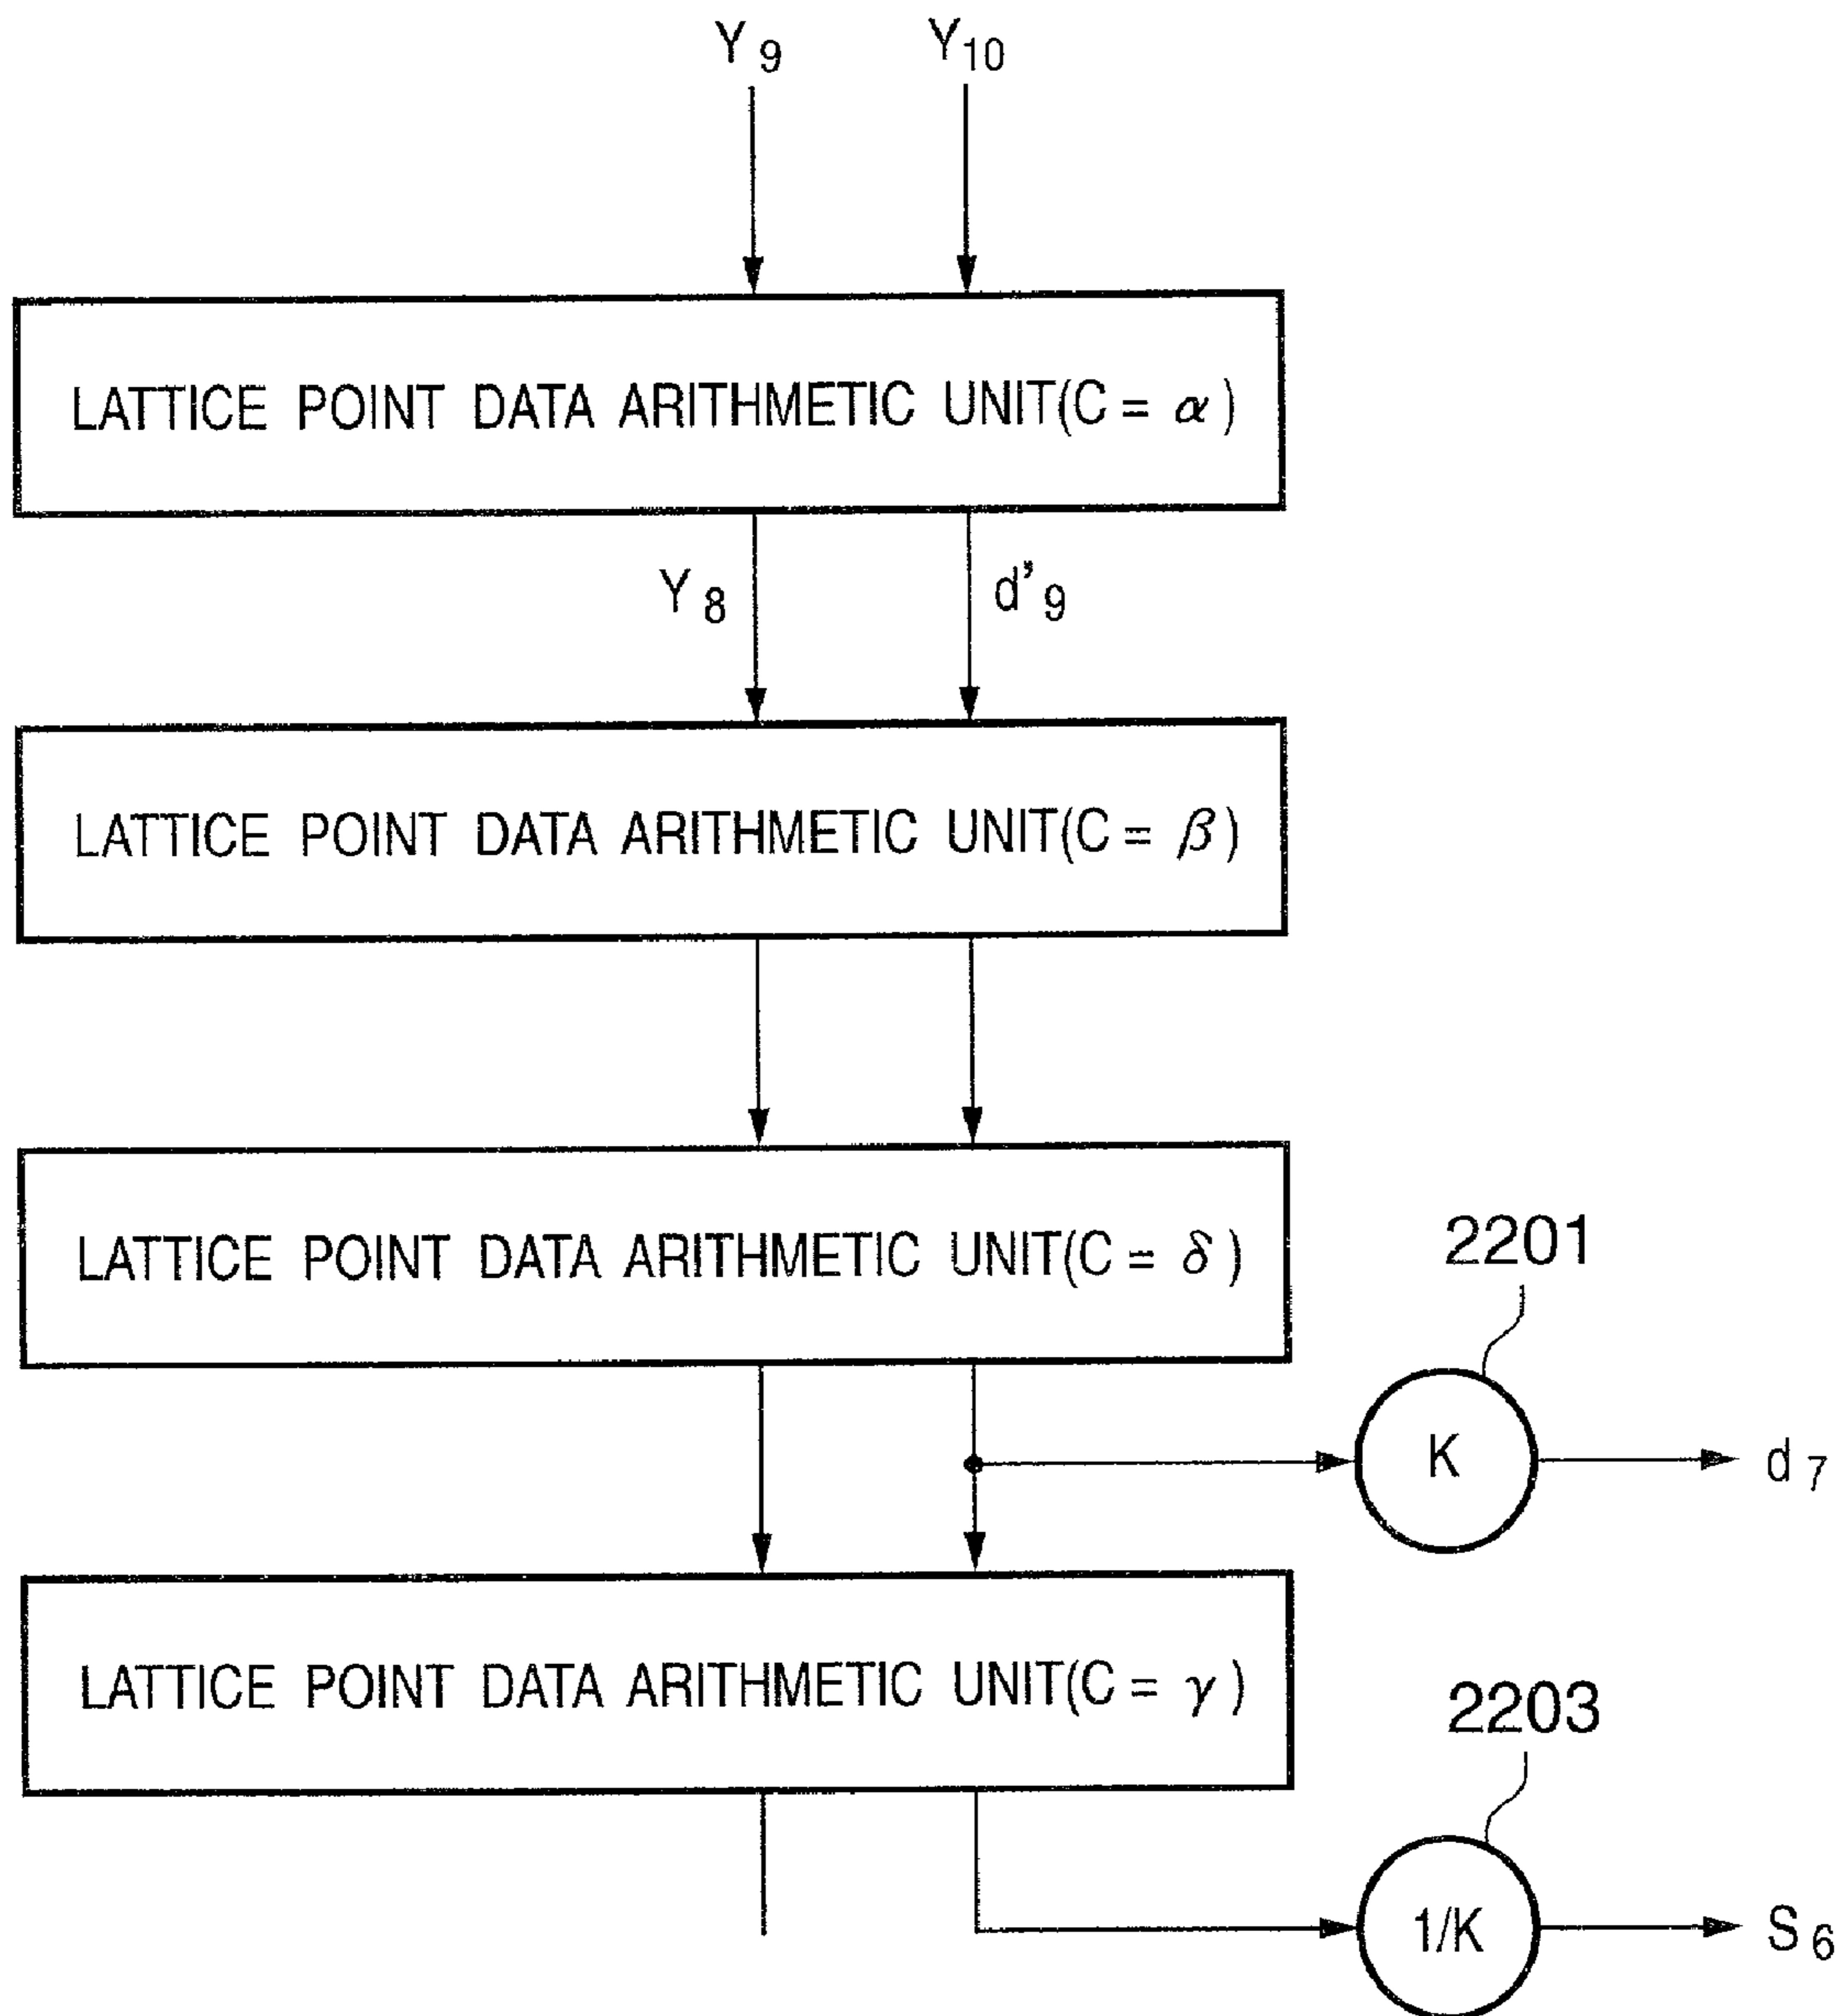 Y9 Y10
LATTICE POINT DATA ARITHMETIC UNIT(C = α)
Y8 d'9
LATTICE POINT DATA ARITHMETIC UNIT(C = β)
LATTICE POINT DATA ARITHMETIC UNIT(C = δ)
2201
K d7
LATTICE POINT DATA ARITHMETIC UNIT(C = γ)
2203
1/K S6